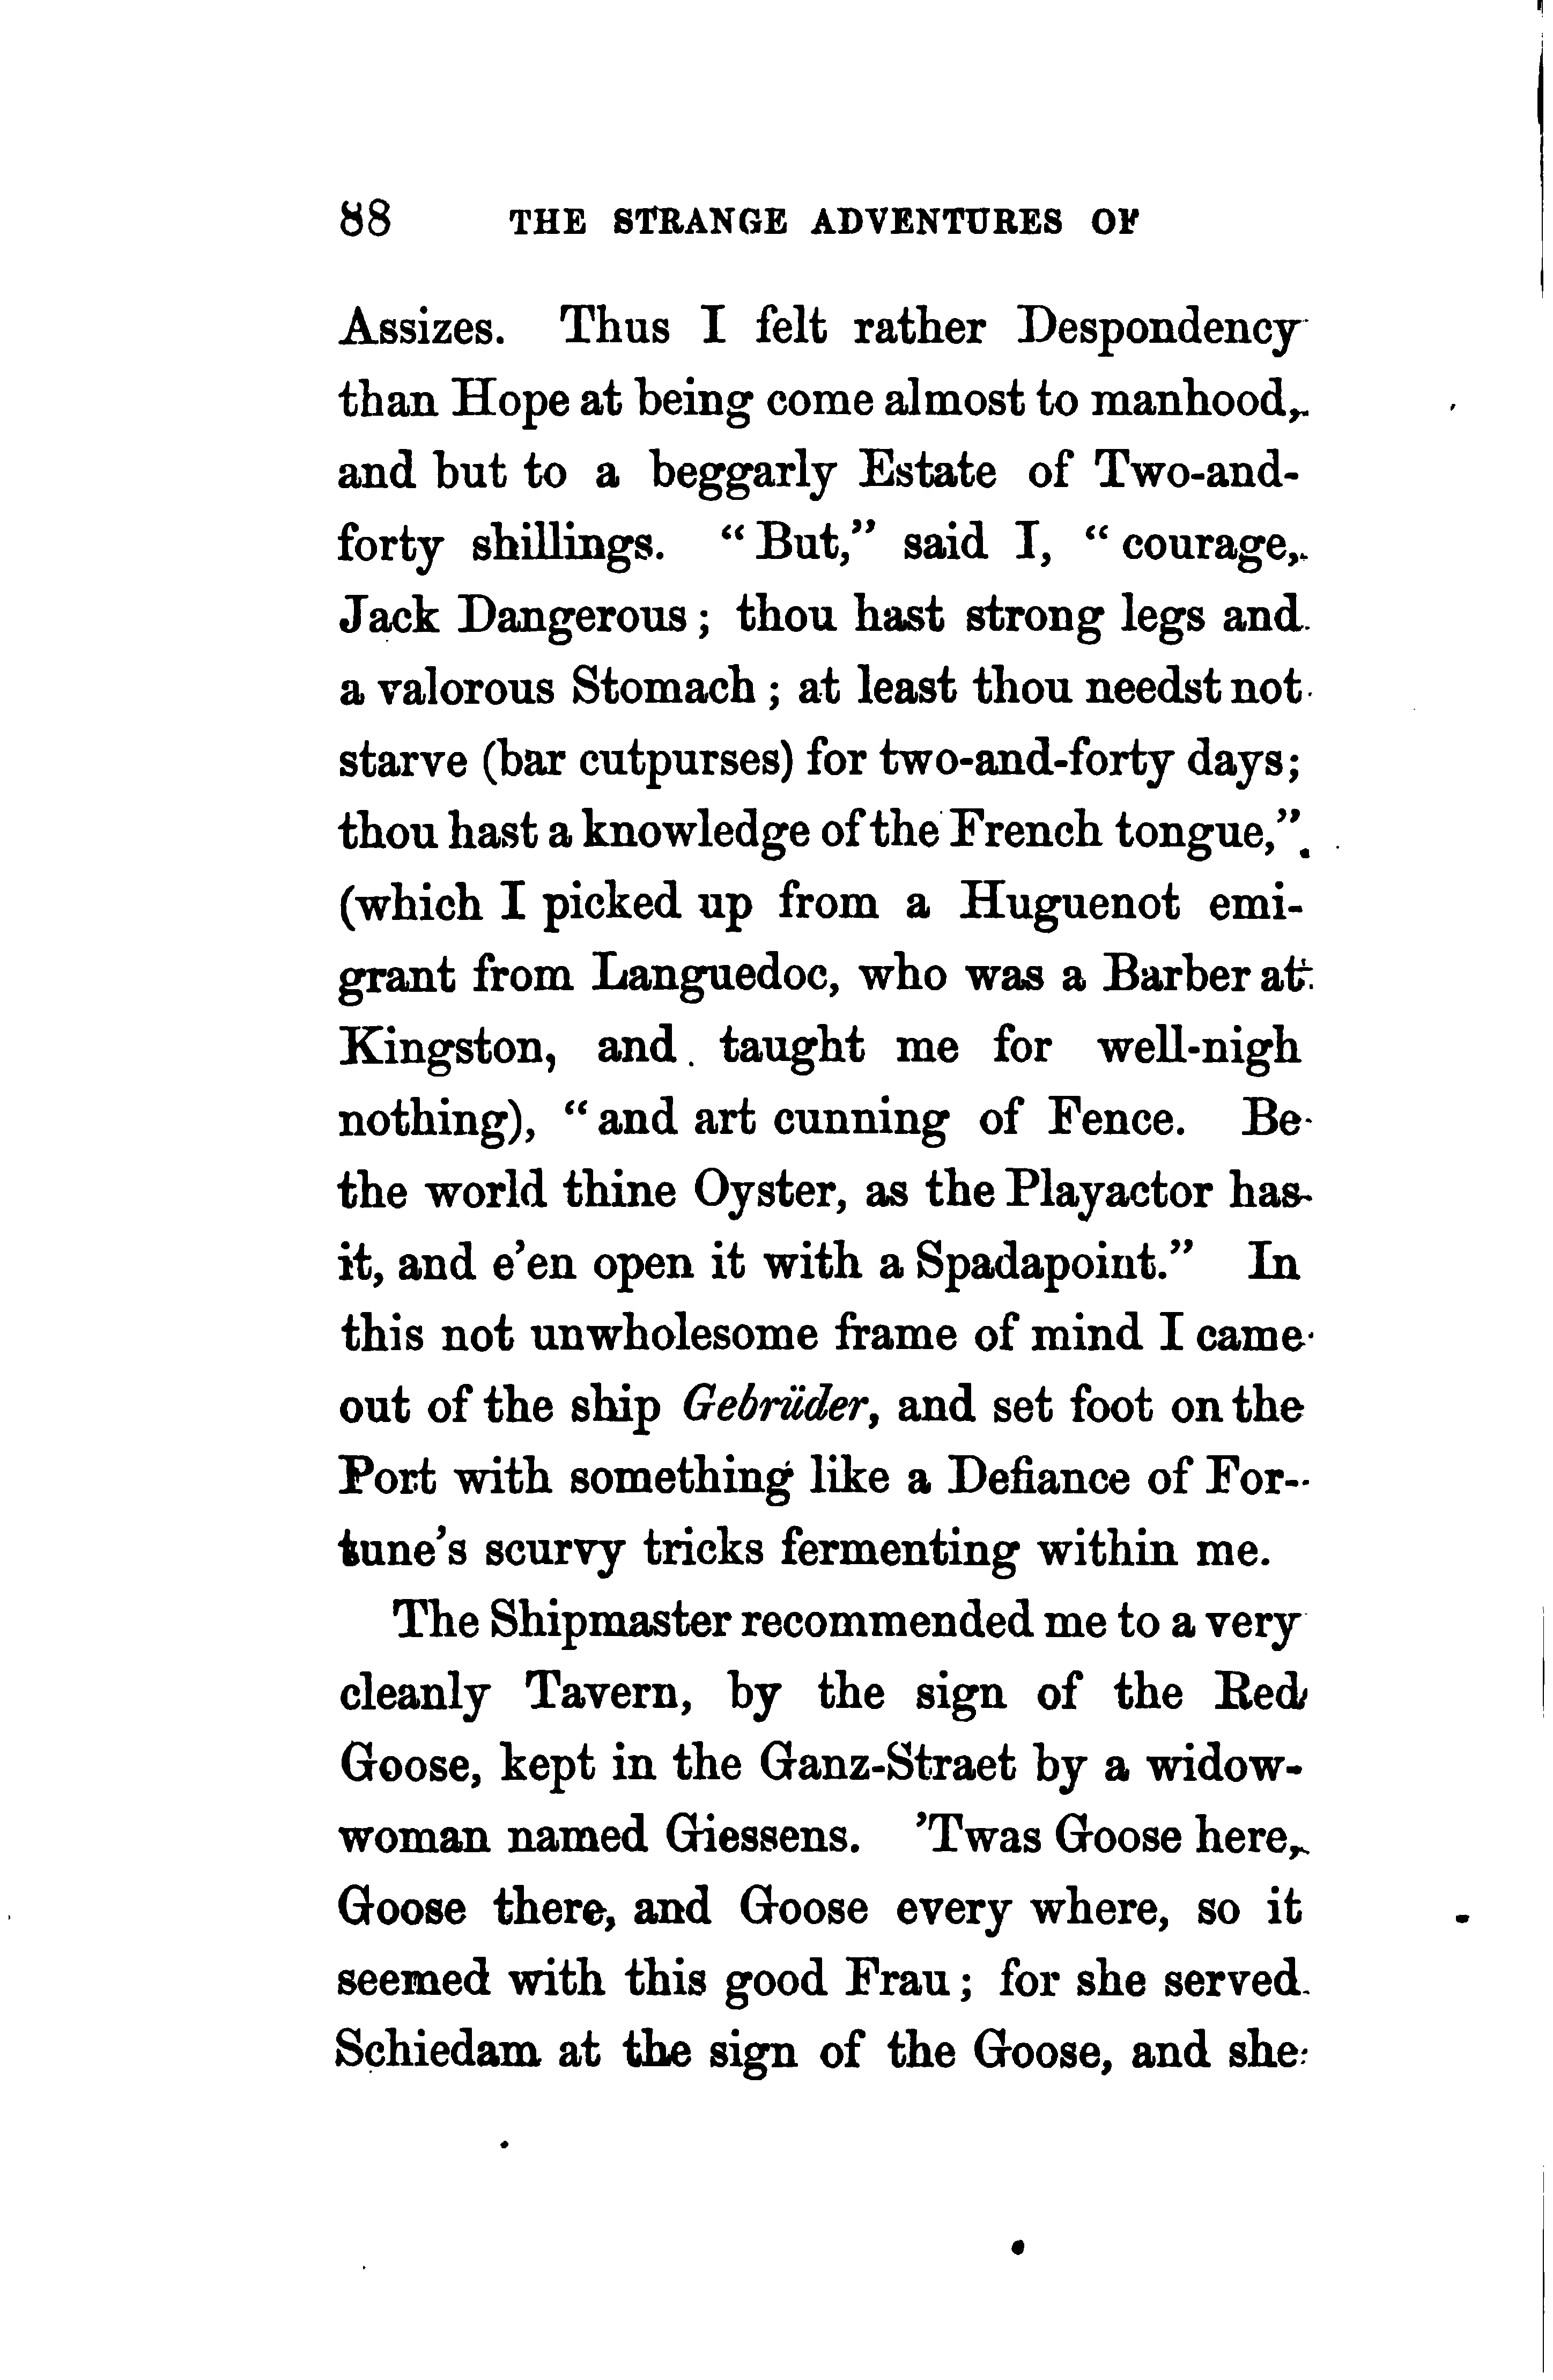 88 THE STRANGE ADVENTURES OF
Assizes. Thus I felt rather Despondency
than Hope at being come almost to manhood,
and but to a beggarly Estate of Two-and-
forty shillings. “But,” said I, “courage,
Jack Dangerous; thou hast strong legs and
a valorous Stomach; at least thou needst not
starve (bar cutpurses) for two-and-forty days;
thou hast a knowledge of the French tongue,”
(which I picked up from a Huguenot emi-
grant from Languedoc, who was a Barber at
Kingston, and taught me for well-nigh
nothing), “and art cunning of Fence. Be
the world thine Oyster, as the Playactor has
it, and e’en open it with a Spadapoint.” In
this not unwholesome frame of mind I came
out of the ship Gebrüder, and set foot on the
Port with something like a Defiance of For-
tune’s scurvy tricks fermenting within me.
The Shipmaster recommended me to a very
cleanly Tavern, by the sign of the Red
Goose, kept in the Ganz-Straet by a widow-
woman named Giessens. ’Twas Goose here,
Goose there, and Goose every where, so it
seemed with this good Frau; for she served
Schiedam at the sign of the Goose, and she